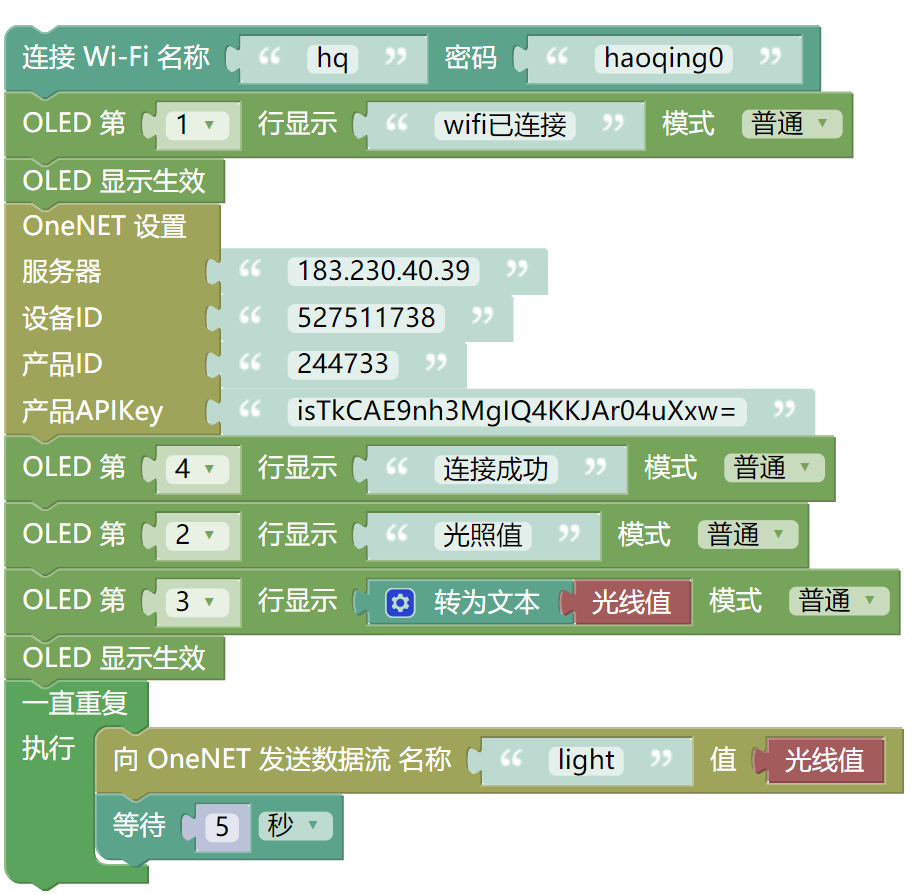 连接 Wi-Fi 名称 “ hq ” 密码 “ haoqing0 ”
OLED 第 1 行显示 “ wifi已连接 ” 模式 普通
OLED 显示生效
OneNET 设置
服务器 “ 183.230.40.39 ”
设备ID “ 527511738 ”
产品ID “ 244733 ”
产品APIKey “ isTkCAE9nh3MgIQ4KKJAr04uXxw= ”
OLED 第 4 行显示 “ 连接成功 ” 模式 普通
OLED 第 2 行显示 “ 光照值 ” 模式 普通
OLED 第 3 行显示 转为文本 光线值 模式 普通
OLED 显示生效
一直重复
执行
向 OneNET 发送数据流 名称 “ light ” 值 光线值
等待 5 秒